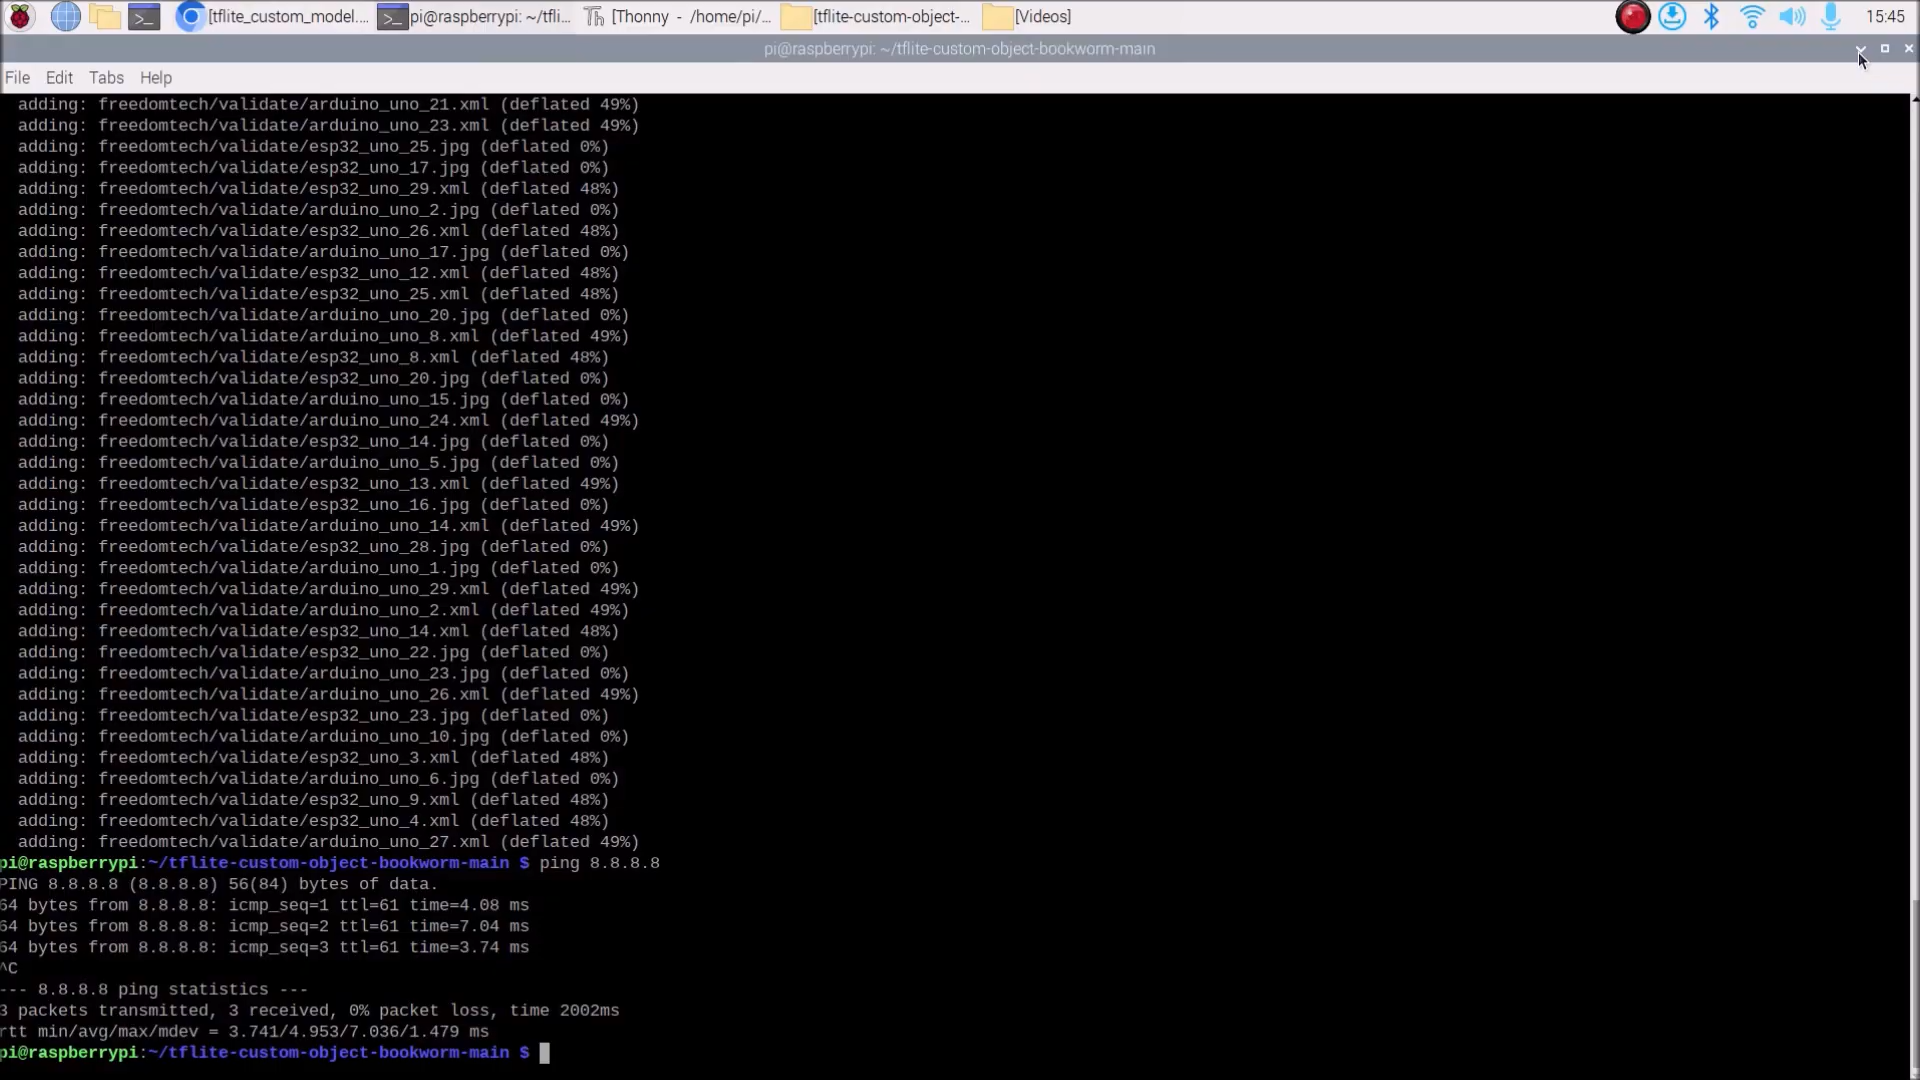 [tflite_custom_model....
pi@raspberrypi: ~/tfli...
[Thonny - /home/pi/...
[tflite-custom-object-...
[Videos]
15:45
pi@raspberrypi: ~/tflite-custom-object-bookworm-main
File Edit Tabs Help
adding: freedomtech/validate/arduino_uno_21.xml (deflated 49%)
adding: freedomtech/validate/arduino_uno_23.xml (deflated 49%)
adding: freedomtech/validate/esp32_uno_25.jpg (deflated 0%)
adding: freedomtech/validate/esp32_uno_17.jpg (deflated 0%)
adding: freedomtech/validate/esp32_uno_29.xml (deflated 48%)
adding: freedomtech/validate/arduino_uno_2.jpg (deflated 0%)
adding: freedomtech/validate/esp32_uno_26.xml (deflated 48%)
adding: freedomtech/validate/arduino_uno_17.jpg (deflated 0%)
adding: freedomtech/validate/esp32_uno_12.xml (deflated 48%)
adding: freedomtech/validate/esp32_uno_25.xml (deflated 48%)
adding: freedomtech/validate/arduino_uno_20.jpg (deflated 0%)
adding: freedomtech/validate/arduino_uno_8.xml (deflated 49%)
adding: freedomtech/validate/esp32_uno_8.xml (deflated 48%)
adding: freedomtech/validate/esp32_uno_20.jpg (deflated 0%)
adding: freedomtech/validate/arduino_uno_15.jpg (deflated 0%)
adding: freedomtech/validate/arduino_uno_24.xml (deflated 49%)
adding: freedomtech/validate/esp32_uno_14.jpg (deflated 0%)
adding: freedomtech/validate/arduino_uno_5.jpg (deflated 0%)
adding: freedomtech/validate/esp32_uno_13.xml (deflated 49%)
adding: freedomtech/validate/esp32_uno_16.jpg (deflated 0%)
adding: freedomtech/validate/arduino_uno_14.xml (deflated 49%)
adding: freedomtech/validate/esp32_uno_28.jpg (deflated 0%)
adding: freedomtech/validate/arduino_uno_1.jpg (deflated 0%)
adding: freedomtech/validate/arduino_uno_29.xml (deflated 49%)
adding: freedomtech/validate/arduino_uno_2.xml (deflated 49%)
adding: freedomtech/validate/esp32_uno_14.xml (deflated 48%)
adding: freedomtech/validate/esp32_uno_22.jpg (deflated 0%)
adding: freedomtech/validate/arduino_uno_23.jpg (deflated 0%)
adding: freedomtech/validate/arduino_uno_26.xml (deflated 49%)
adding: freedomtech/validate/esp32_uno_23.jpg (deflated 0%)
adding: freedomtech/validate/arduino_uno_10.jpg (deflated 0%)
adding: freedomtech/validate/esp32_uno_3.xml (deflated 48%)
adding: freedomtech/validate/arduino_uno_6.jpg (deflated 0%)
adding: freedomtech/validate/esp32_uno_9.xml (deflated 48%)
adding: freedomtech/validate/esp32_uno_4.xml (deflated 48%)
adding: freedomtech/validate/arduino_uno_27.xml (deflated 49%)
pi@raspberrypi:~/tflite-custom-object-bookworm-main $ ping 8.8.8.8
PING 8.8.8.8 (8.8.8.8) 56(84) bytes of data.
64 bytes from 8.8.8.8: icmp_seq=1 ttl=61 time=4.08 ms
64 bytes from 8.8.8.8: icmp_seq=2 ttl=61 time=7.04 ms
64 bytes from 8.8.8.8: icmp_seq=3 ttl=61 time=3.74 ms
^C
--- 8.8.8.8 ping statistics ---
3 packets transmitted, 3 received, 0% packet loss, time 2002ms
rtt min/avg/max/mdev = 3.741/4.953/7.036/1.479 ms
pi@raspberrypi:~/tflite-custom-object-bookworm-main $